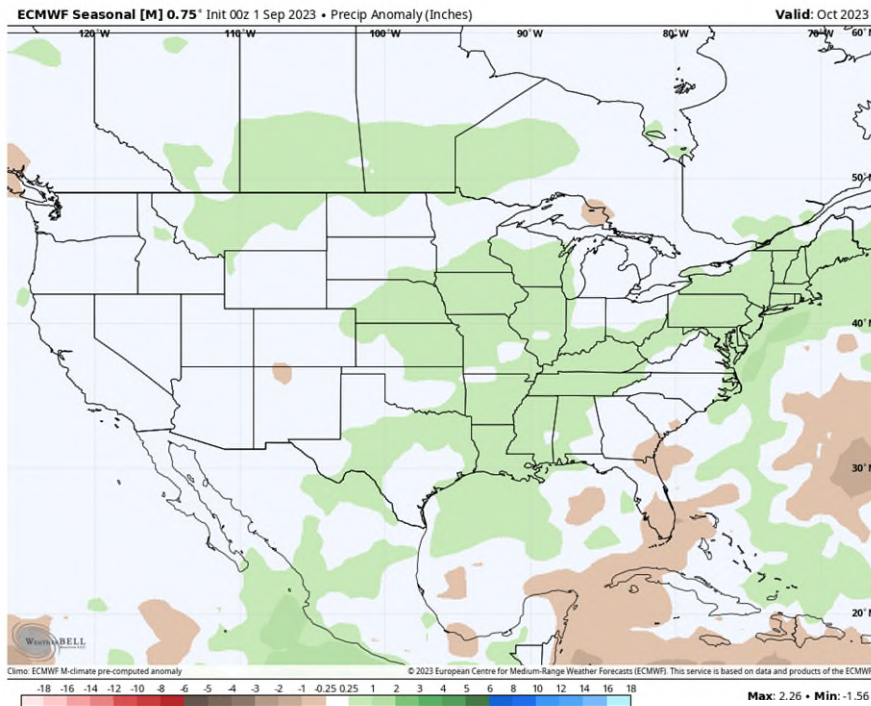 ECMWF Seasonal [M] 0.75° Init 00z 1 Sep 2023 • Precip Anomaly (Inches) Valid: Oct 2023
120°W 110°W 100°W 90°W 80°W 70°W 60°
50°
40°
30°
20°
WEATHERBELL
Climo: ECMWF M-climate pre-computed anomaly © 2023 European Centre for Medium-Range Weather Forecasts (ECMWF). This service is based on data and products of the ECMWF
-18 -16 -14 -12 -10 -8 -6 -5 -4 -3 -2 -1 -0.25 0.25 1 2 3 4 5 6 8 10 12 14 16 18
Max: 2.26 • Min: -1.56